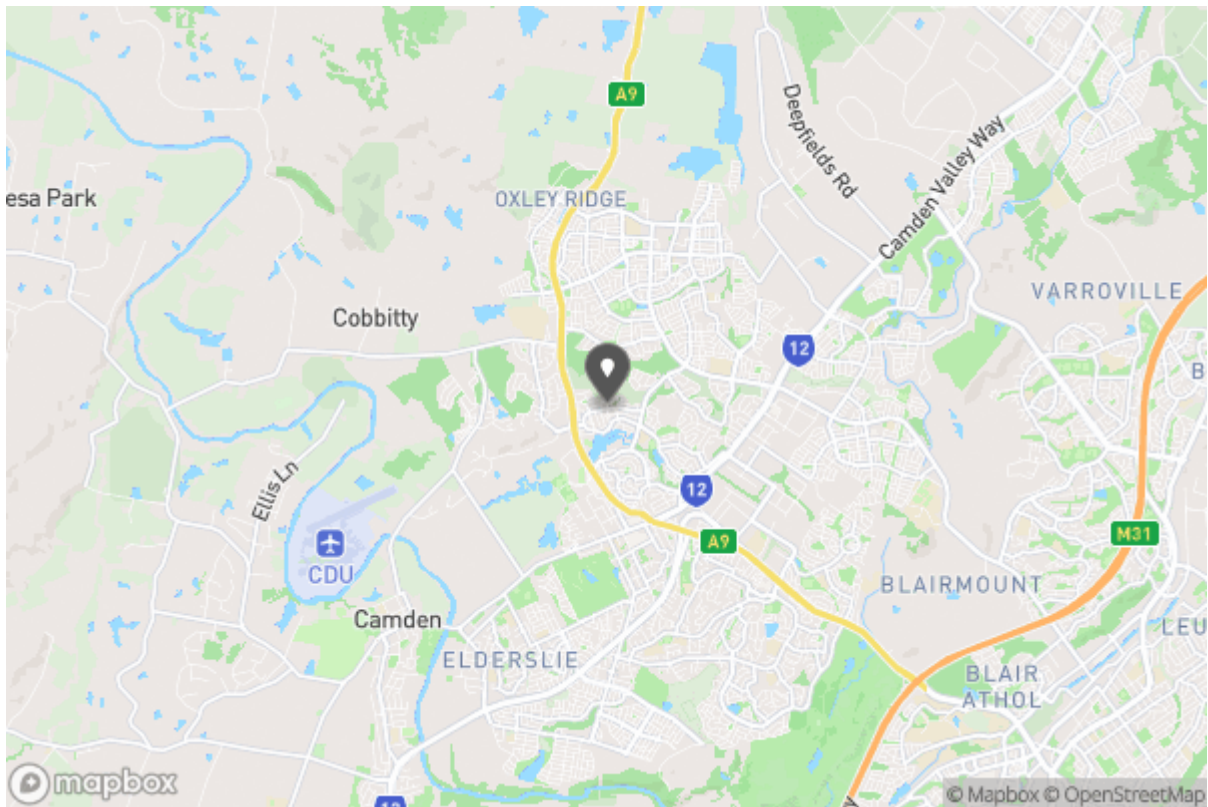 A9
OXLEY RIDGE
Deepfields Rd
Camden Valley Way
esa Park
VARROVILLE
Cobbitty
12
B
Ellis Ln
12
CDU
A9
M31
BLAIRMOUNT
Camden
LEU
ELDERSLIE
BLAIR
ATHOL
mapbox
© Mapbox © OpenStreetMap